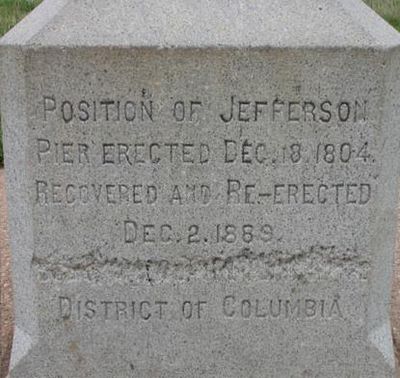 POSITION OF JEFFERSON
PIER ERECTED DEC. 18. 1804.
RECOVERED AND RE-ERECTED
DEC. 2. 1889.
DISTRICT OF COLUMBIA